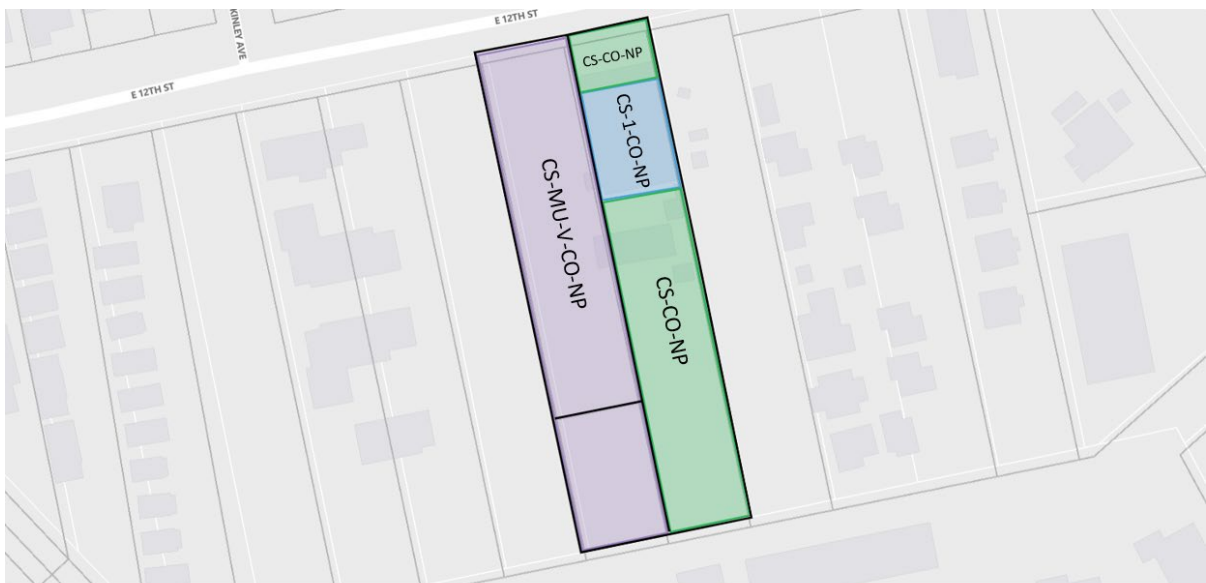 KINLEY AVE
E 12TH ST
E 12TH ST
CS-CO-NP
CS-1-CO-NP
CS-MU-V-CO-NP
CS-CO-NP